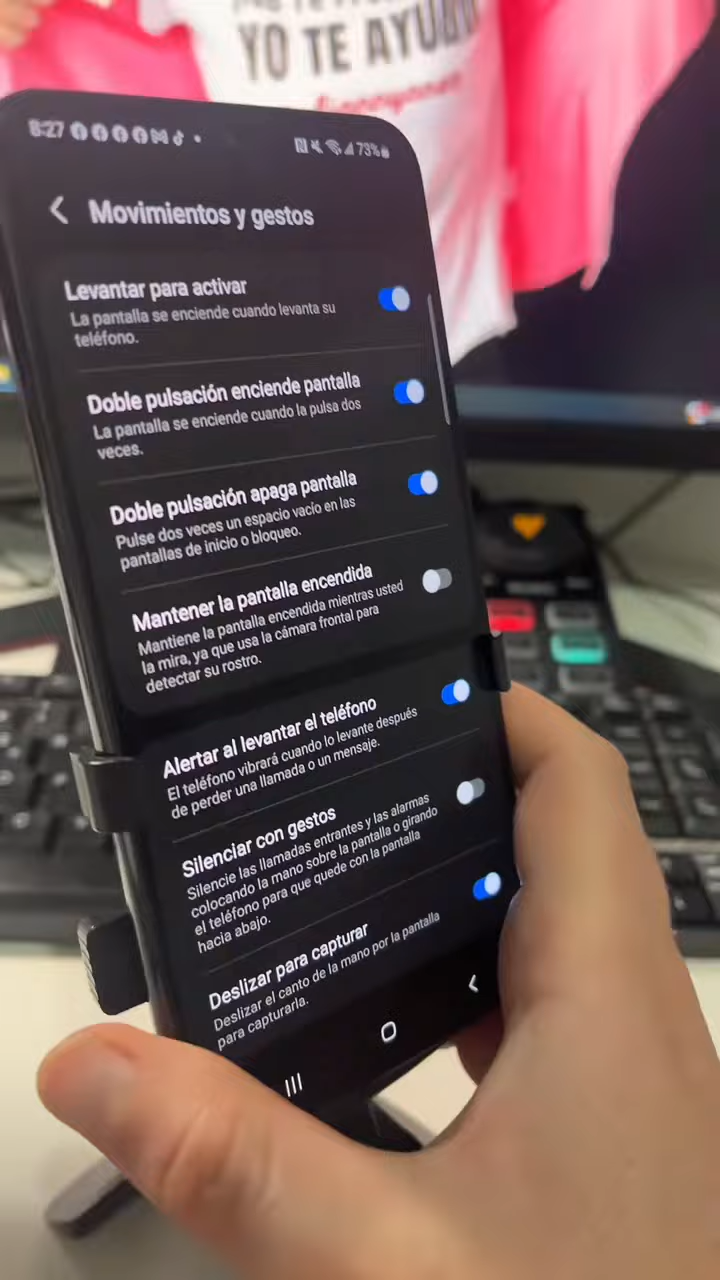 YO TE AYUDO
8:27
73%
Movimientos y gestos
Levantar para activar
La pantalla se enciende cuando levanta su
teléfono.
Doble pulsación enciende pantalla
La pantalla se enciende cuando la pulsa dos
veces.
Doble pulsación apaga pantalla
Pulse dos veces un espacio vacío en las
pantallas de inicio o bloqueo.
Mantener la pantalla encendida
Mantiene la pantalla encendida mientras usted
la mira, ya que usa la cámara frontal para
detectar su rostro.
Alertar al levantar el teléfono
El teléfono vibrará cuando lo levante después
de perder una llamada o un mensaje.
Silenciar con gestos
Silencie las llamadas entrantes y las alarmas
colocando la mano sobre la pantalla o girando
el teléfono para que quede con la pantalla
hacia abajo.
Deslizar para capturar
Deslizar el canto de la mano por la pantalla
para capturarla.